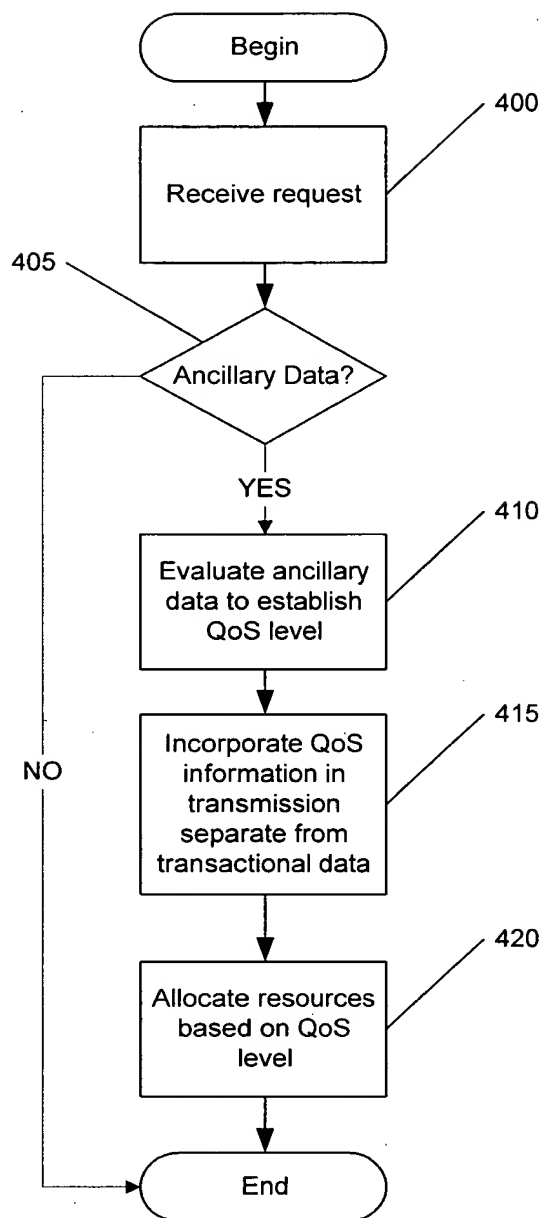 Begin
400
Receive request
405
Ancillary Data?
YES
410
Evaluate ancillary
data to establish
QoS level
415
Incorporate QoS
information in
transmission
separate from
transactional data
NO
420
Allocate resources
based on QoS
level
End